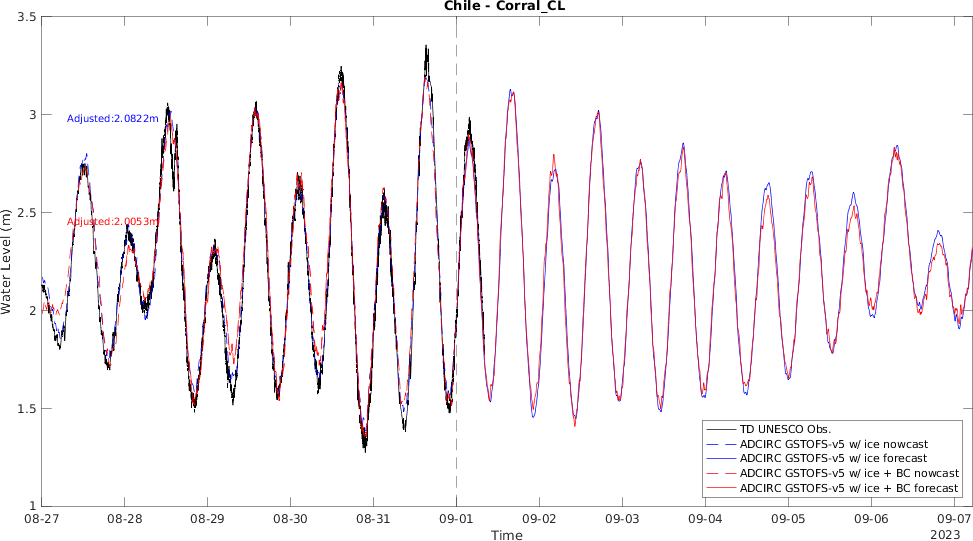 Chile - Corral_CL
3.5
3
2.5
2
1.5
1
Water Level (m)
Adjusted:2.0822m
Adjusted:2.0053m
TD UNESCO Obs.
ADCIRC GSTOFS-v5 w/ ice nowcast
ADCIRC GSTOFS-v5 w/ ice forecast
ADCIRC GSTOFS-v5 w/ ice + BC nowcast
ADCIRC GSTOFS-v5 w/ ice + BC forecast
08-27 08-28 08-29 08-30 08-31 09-01 09-02 09-03 09-04 09-05 09-06 09-07
Time
2023